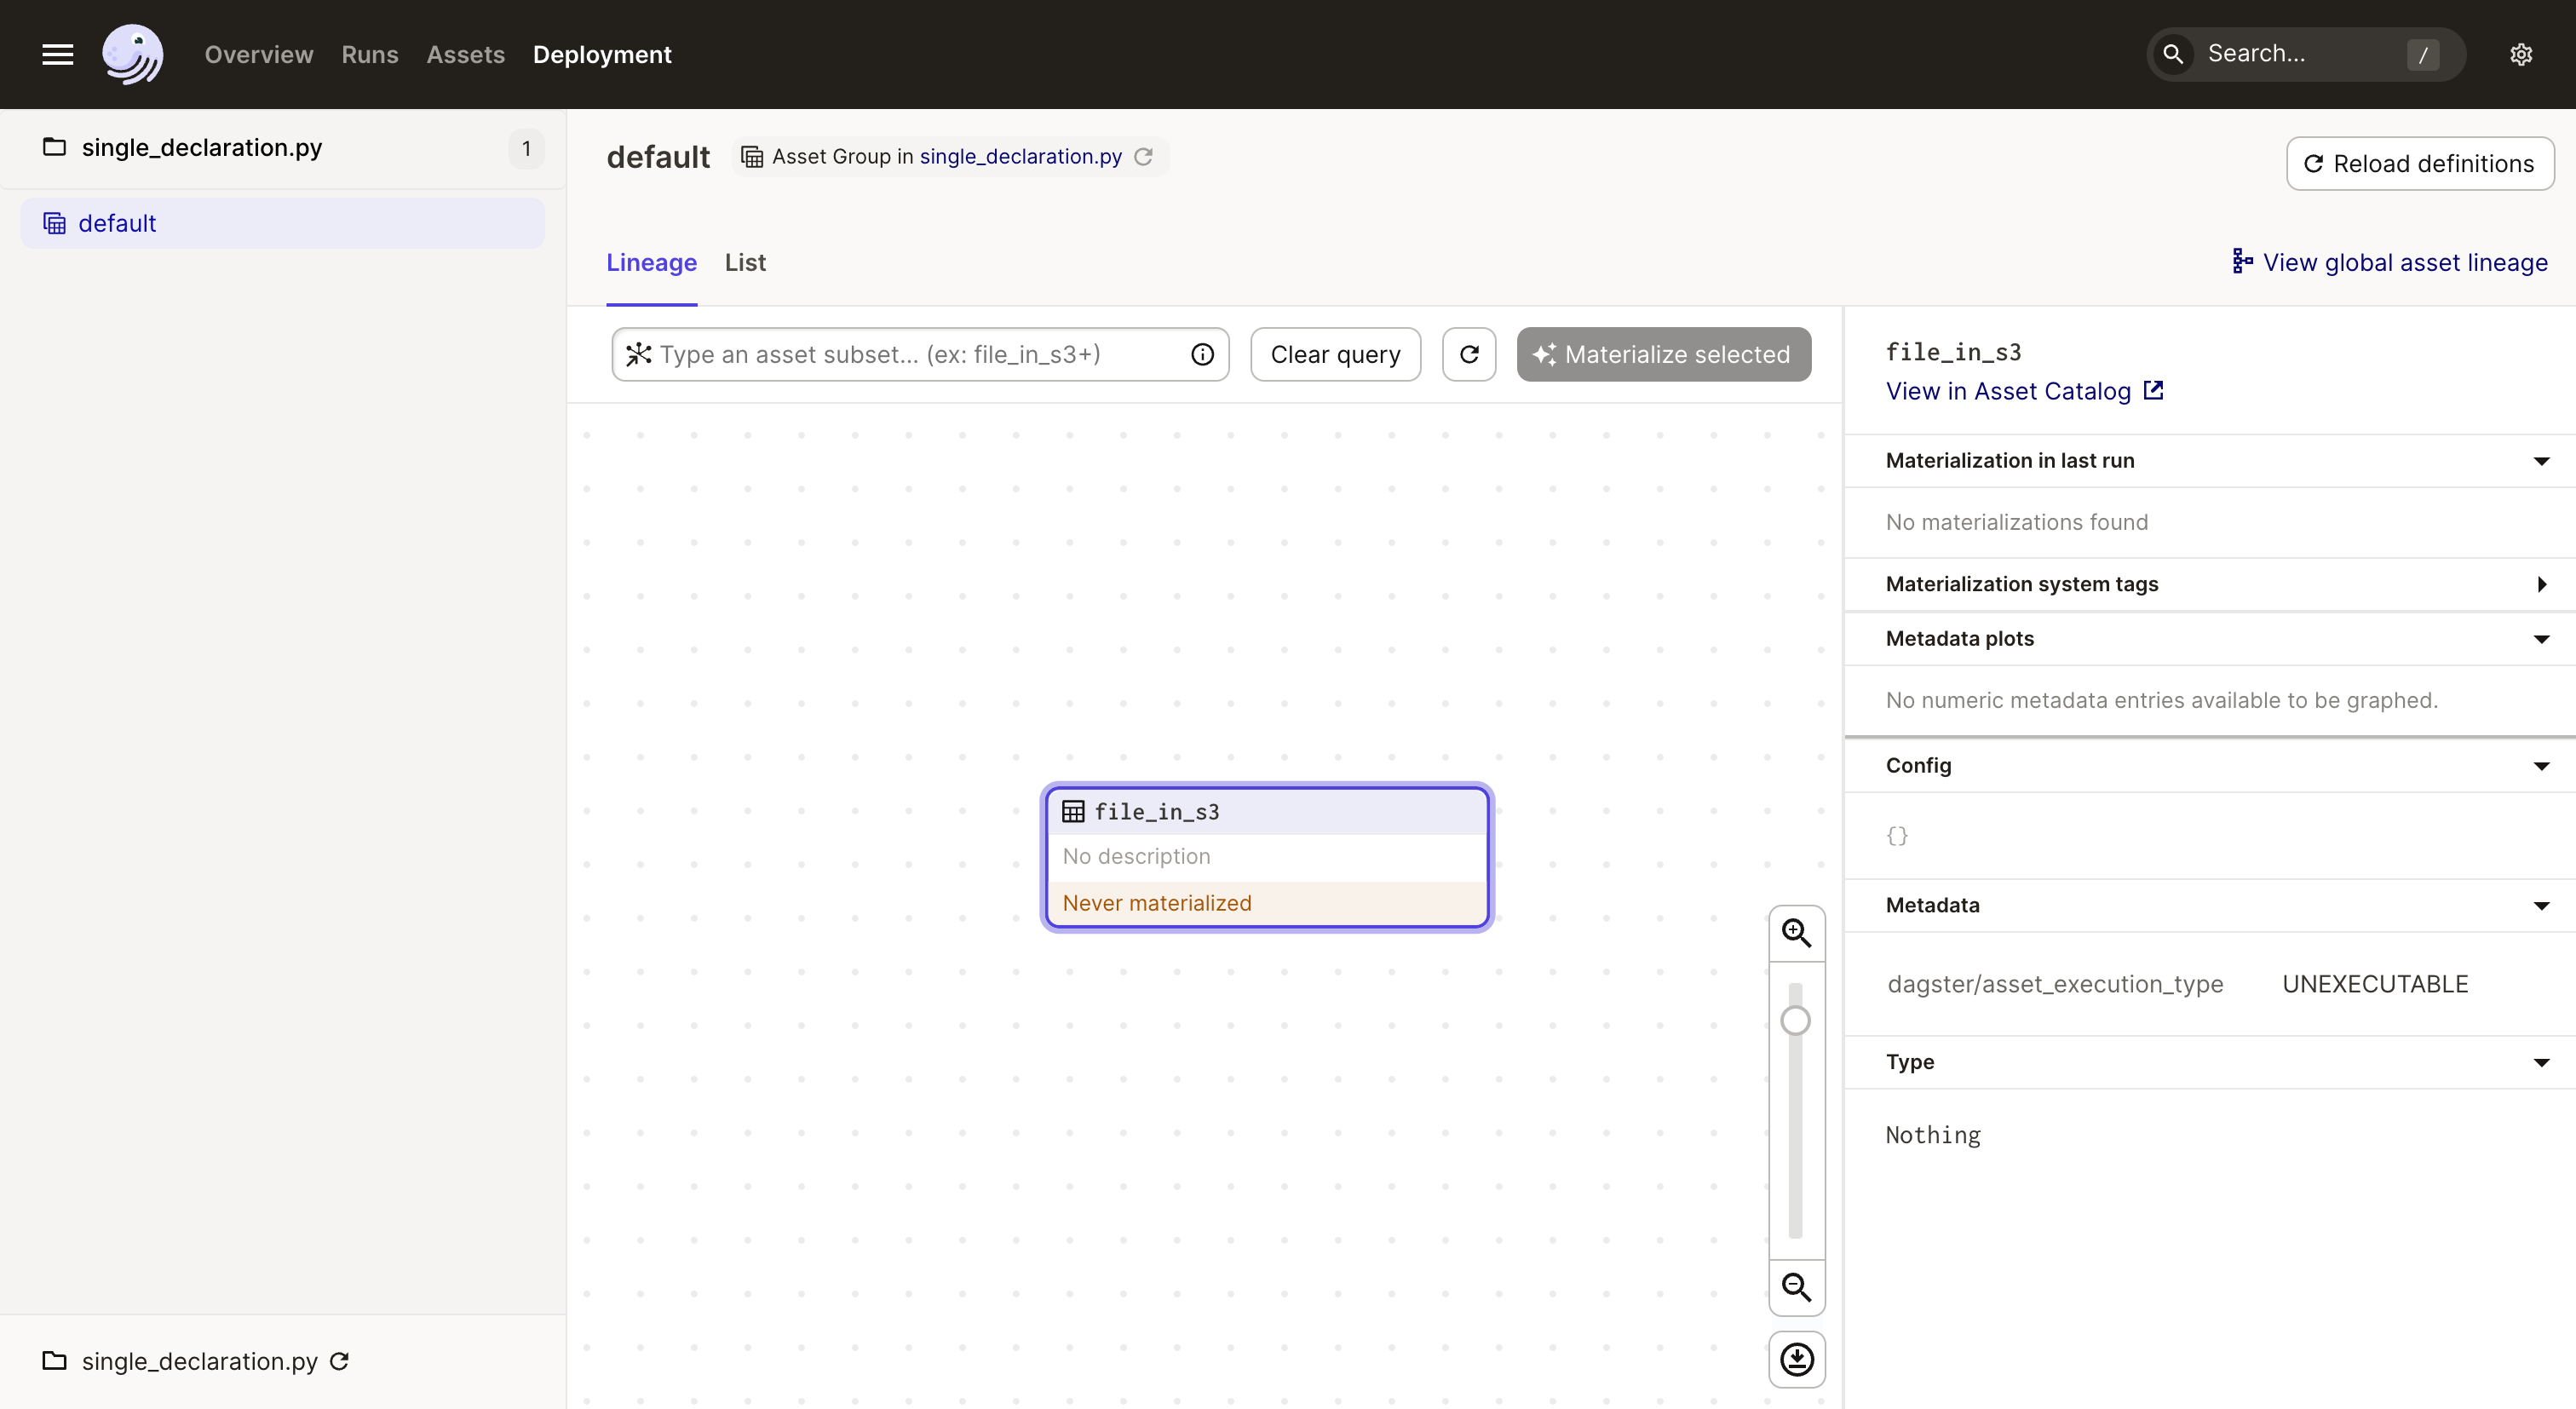 Overview Runs Assets Deployment
Search... /
single_declaration.py 1
default
default Asset Group in single_declaration.py
Reload definitions
Lineage List
View global asset lineage
Type an asset subset... (ex: file_in_s3+)
Clear query
Materialize selected
file_in_s3
No description
Never materialized
file_in_s3
View in Asset Catalog
Materialization in last run
No materializations found
Materialization system tags
Metadata plots
No numeric metadata entries available to be graphed.
Config
{}
Metadata
dagster/asset_execution_type UNEXECUTABLE
Type
Nothing
single_declaration.py